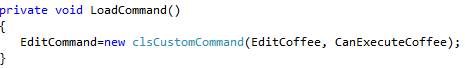 private void LoadCommand()
{
EditCommand=new clsCustomCommand(EditCoffee, CanExecuteCoffee);
}